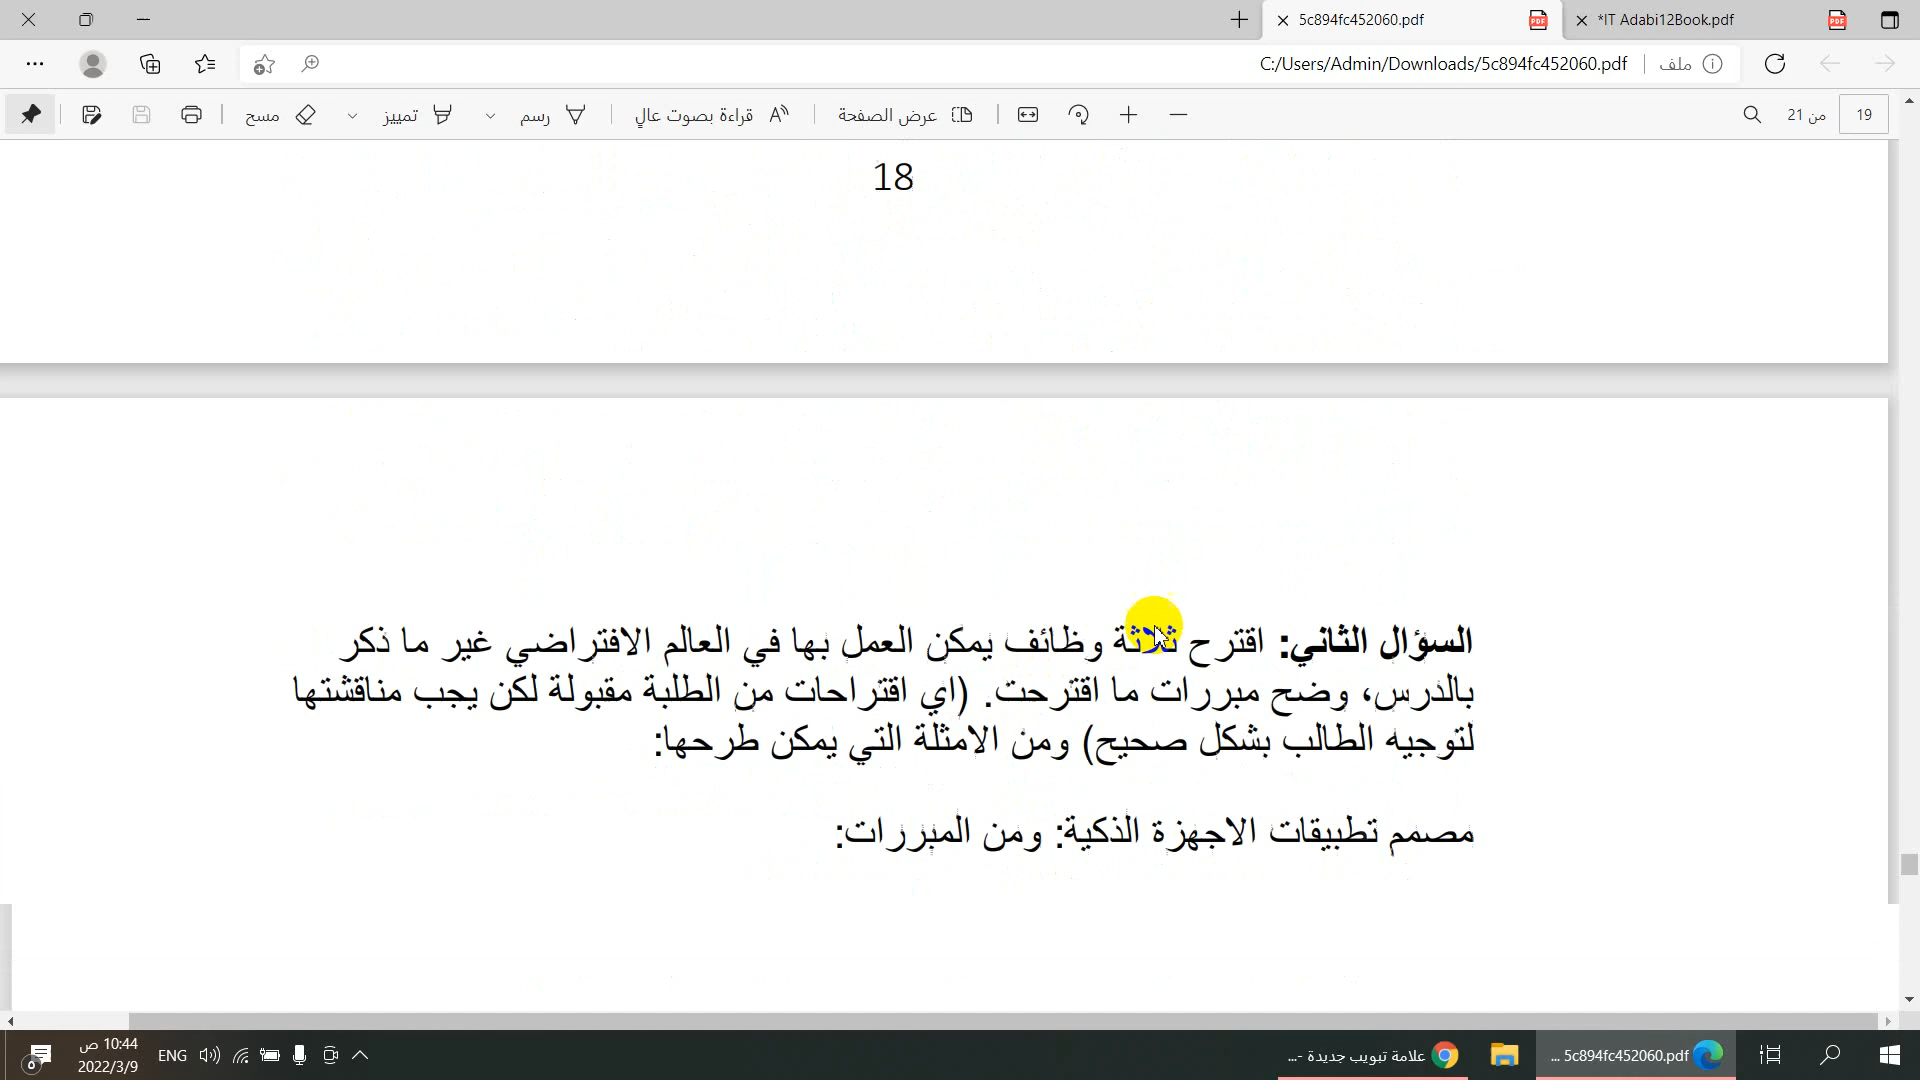 5c894fc452060.pdf
*IT Adabi12Book.pdf
ملف
C:/Users/Admin/Downloads/5c894fc452060.pdf
19
من 21
عرض الصفحة
قراءة بصوت عالٍ
رسم
تمييز
مسح
18
السؤال الثاني: اقترح ثلاثة وظائف يمكن العمل بها في العالم الافتراضي غير ما ذكر
بالدرس، وضح مبررات ما اقترحت. (اي اقتراحات من الطلبة مقبولة لكن يجب مناقشتها
لتوجيه الطالب بشكل صحيح) ومن الامثلة التي يمكن طرحها:
مصمم تطبيقات الاجهزة الذكية: ومن المبررات:
5c894fc452060.pdf ...
علامة تبويب جديدة -...
ENG
10:44 ص
2022/3/9
6